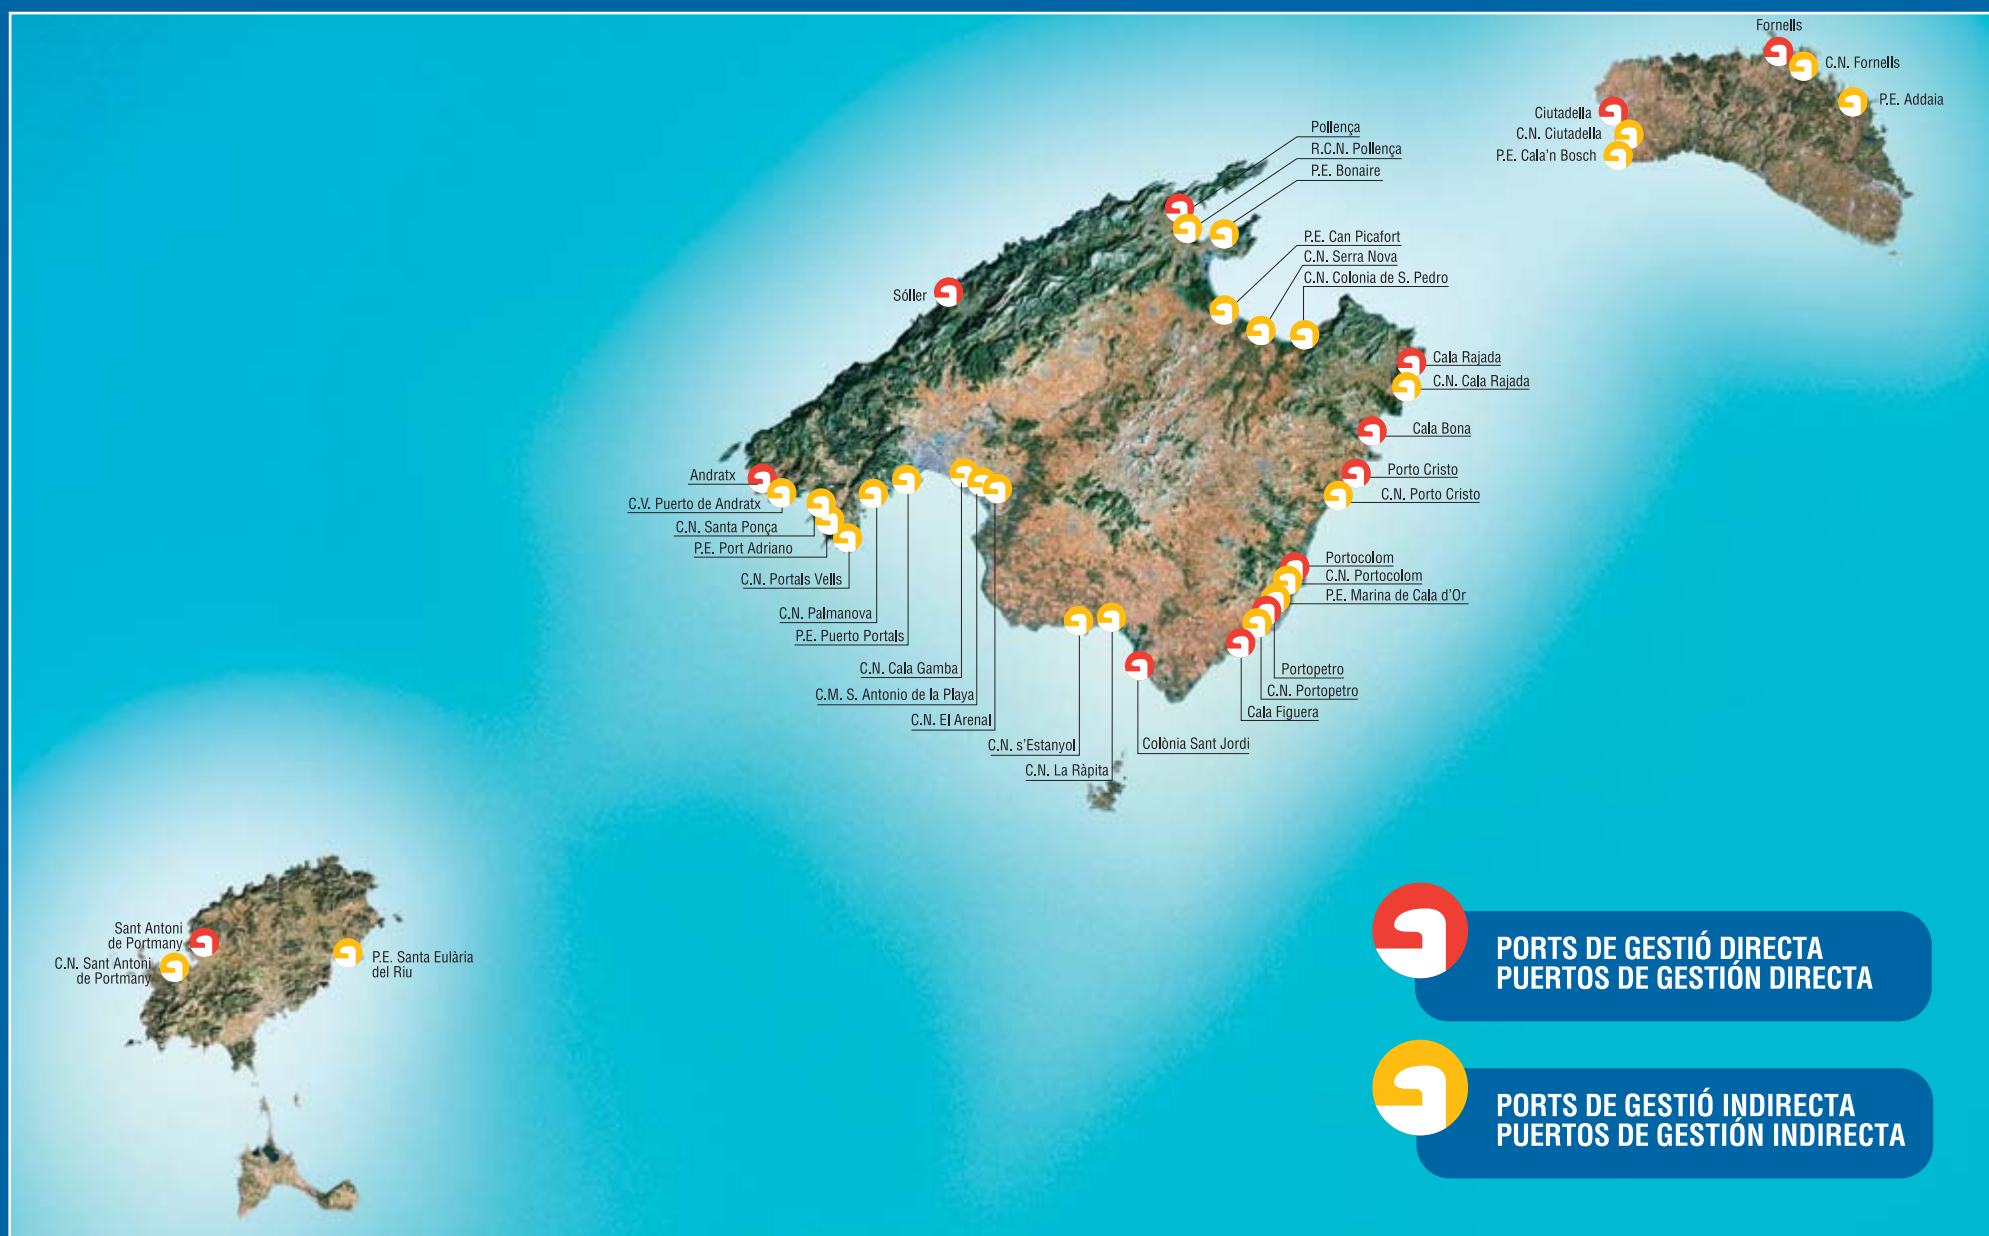 Fornells
C.N. Fornells
P.E. Addaia
Ciutadella
C.N. Ciutadella
P.E. Cala'n Bosch
Pollença
R.C.N. Pollença
P.E. Bonaire
P.E. Can Picafort
C.N. Serra Nova
C.N. Colonia de S. Pedro
Sóller
Cala Rajada
C.N. Cala Rajada
Cala Bona
Porto Cristo
C.N. Porto Cristo
Andratx
C.V. Puerto de Andratx
C.N. Santa Ponça
P.E. Port Adriano
C.N. Portals Vells
C.N. Palmanova
P.E. Puerto Portals
C.N. Cala Gamba
C.M. S. Antonio de la Playa
C.N. El Arenal
C.N. s'Estanyol
C.N. La Ràpita
Portocolom
C.N. Portocolom
P.E. Marina de Cala d'Or
Portopetro
C.N. Portopetro
Cala Figuera
Colònia Sant Jordi
Sant Antoni
de Portmany
C.N. Sant Antoni
de Portmany
P.E. Santa Eulària
del Riu
PORTS DE GESTIÓ DIRECTA
PUERTOS DE GESTIÓN DIRECTA
PORTS DE GESTIÓ INDIRECTA
PUERTOS DE GESTIÓN INDIRECTA